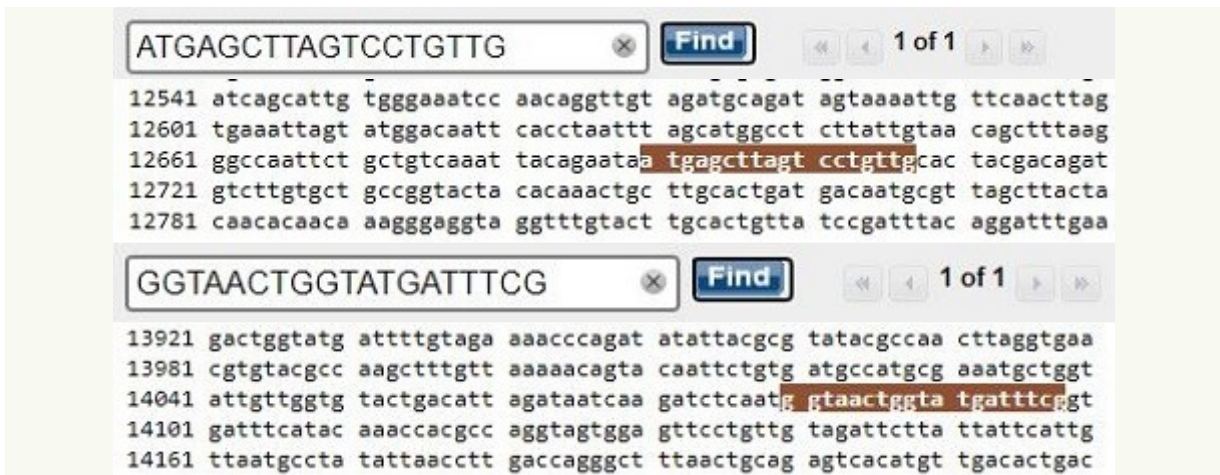 ATGAGCTTAGTCCTGTTG Find 1 of 1
12541 atcagcattg tgggaaatcc aacaggttgt agatgcagat agtaaaattg ttcaacttag
12601 tgaaattagt atggacaatt cacctaattt agcatggcct cttattgtaa cagctttaag
12661 ggccaattct gctgtcaaat tacagaataa tgagcttagt cctgttgcac tacgacagat
12721 gtcttgtgct gccggtacta cacaaactgc ttgcactgat gacaatgcgt tagcttacta
12781 caacacaaca aagggaggta ggtttgtact tgcactgtta tccgatttac aggatttgaa
GGTAACTGGTATGATTTCG Find 1 of 1
13921 gactggtatg attttgtaga aaacccagat atattacgcg tatacgccaa cttaggtgaa
13981 cgtgtacgcc aagctttgtt aaaaacagta caattctgtg atgccatgcg aaatgctggt
14041 attgttggtg tactgacatt agataatcaa gatctcaatg gtaactggta tgatttcggt
14101 gatttcatac aaaccacgcc aggtagtgga gttcctgttg tagattctta ttattcattg
14161 ttaatgccta tattaacctt gaccagggct ttaactgcag agtcacatgt tgacactgac